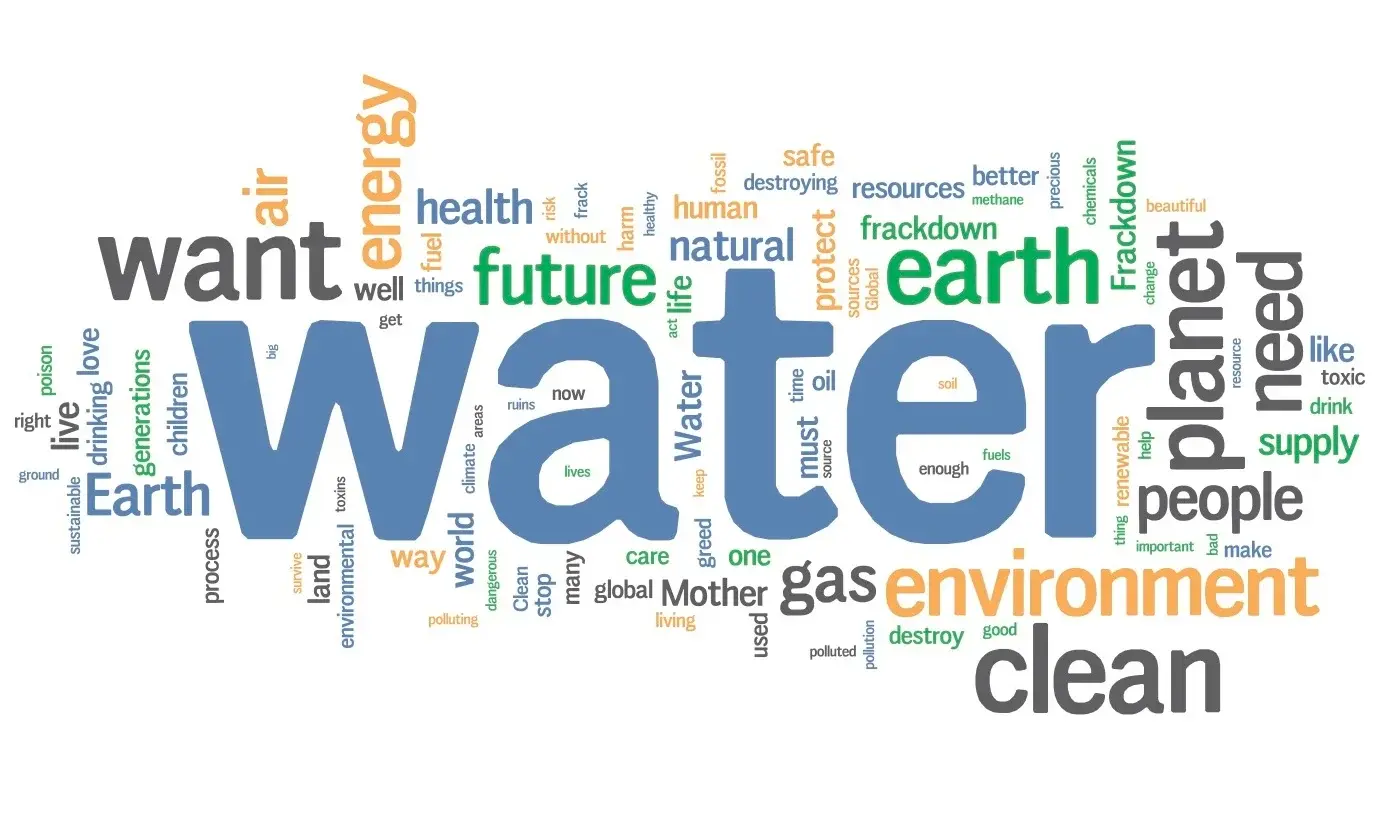 energy
air
want
health
risk
frack
without
harm
healthy
human
fossil
safe
destroying
resources
better
methane
precious
chemicals
Frackdown
beautiful
fuel
well
things
get
future
natural
life
act
protect
sources
Global
frackdown
earth
change
planet
need
water
big
poison
love
right
live
drinking
generations
children
ground
sustainable
Earth
ruins
now
areas
climate
lives
Water
keep
time
oil
must
source
soil
enough
fuels
resource
like
toxic
drink
supply
renewable
help
people
thing
important
bad
make
process
survive
land
toxins
environmental
way
world
polluting
dangerous
Clean
stop
many
care
global
greed
one
Mother
living
used
gas
environment
polluted
pollution
destroy
good
clean